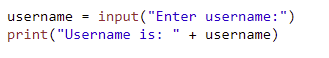 username = input("Enter username:")
print("Username is: " + username)